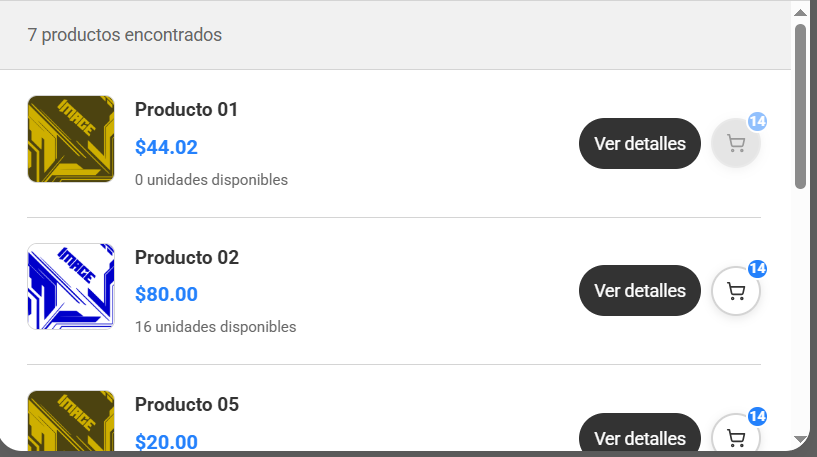 7 productos encontrados
IMAGE
Producto 01
$44.02
0 unidades disponibles
Ver detalles
14
IMAGE
Producto 02
$80.00
16 unidades disponibles
Ver detalles
14
IMAGE
Producto 05
$20.00
Ver detalles
14